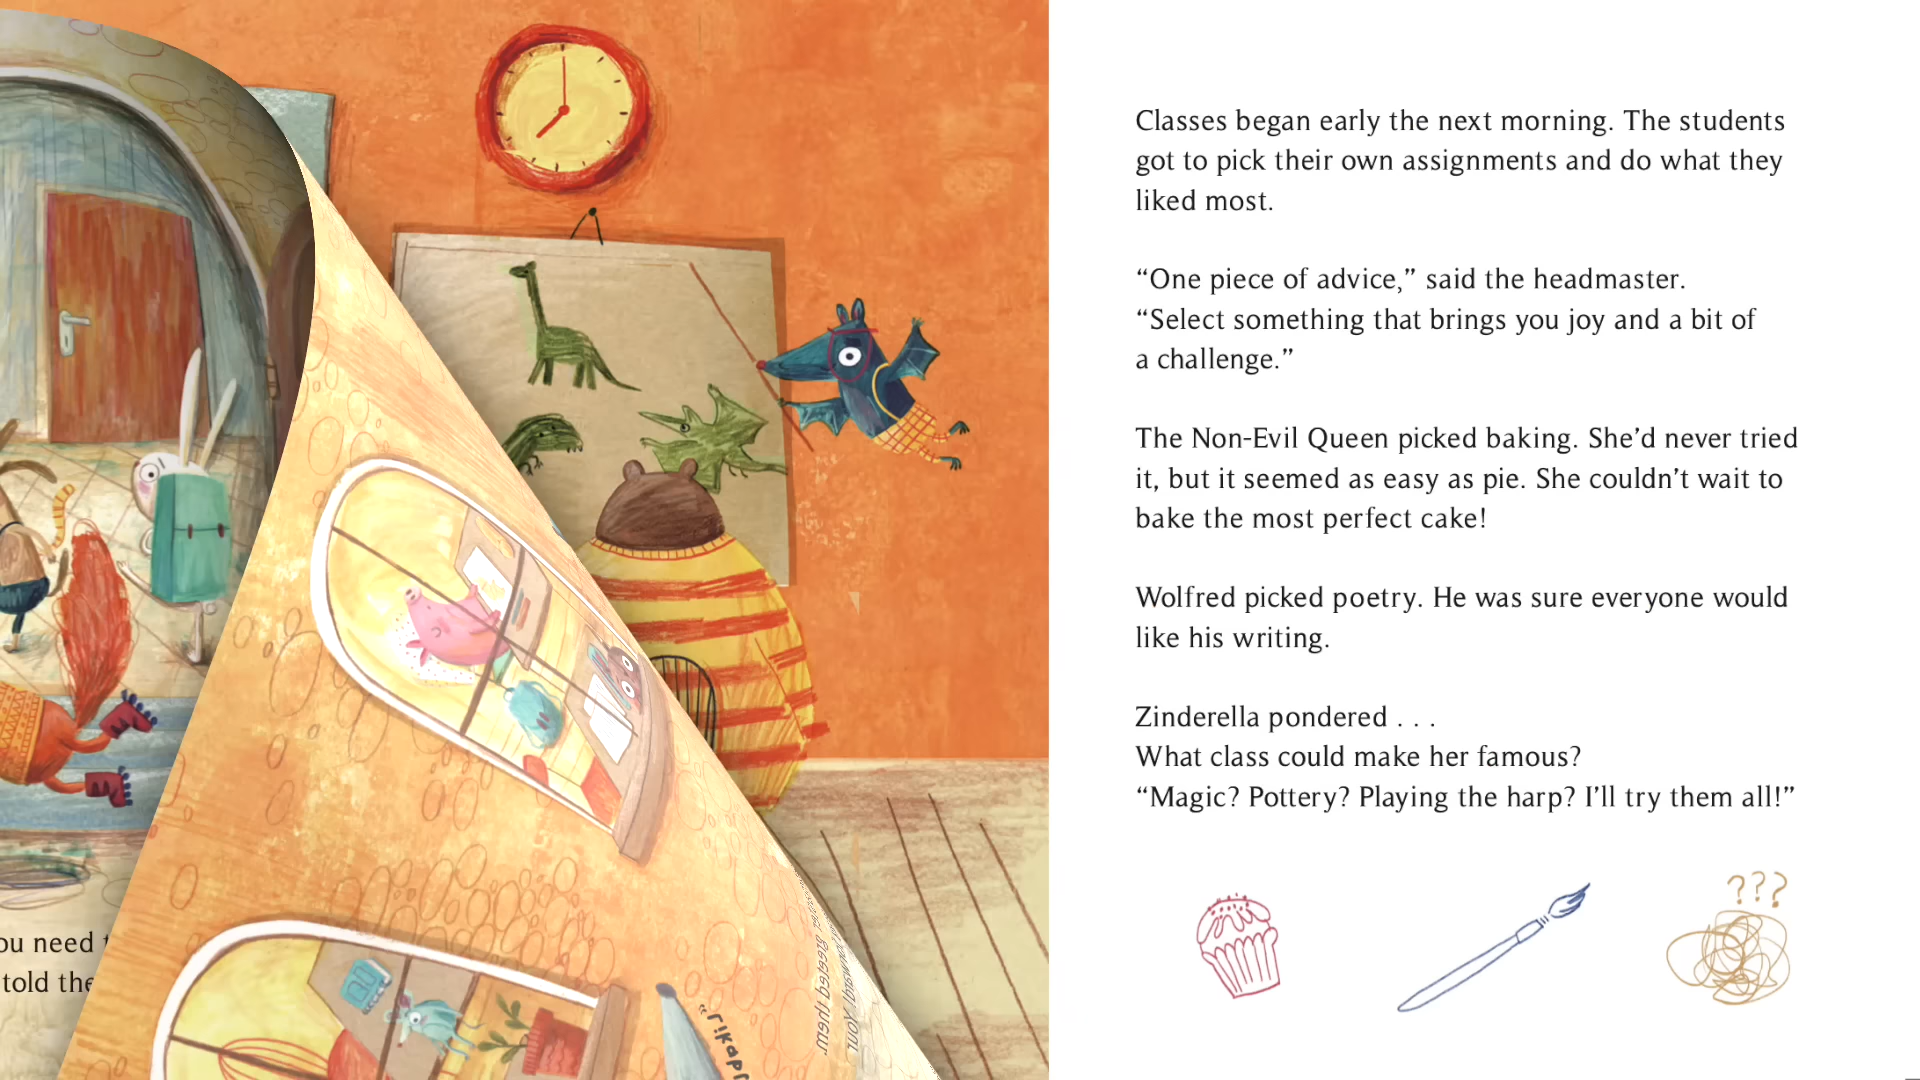 ou need
told the
greeted them.
Your
Classes began early the next morning. The students
got to pick their own assignments and do what they
liked most.
“One piece of advice,” said the headmaster.
“Select something that brings you joy and a bit of
a challenge.”
The Non-Evil Queen picked baking. She’d never tried
it, but it seemed as easy as pie. She couldn’t wait to
bake the most perfect cake!
Wolfred picked poetry. He was sure everyone would
like his writing.
Zinderella pondered . . .
What class could make her famous?
“Magic? Pottery? Playing the harp? I’ll try them all!”
???